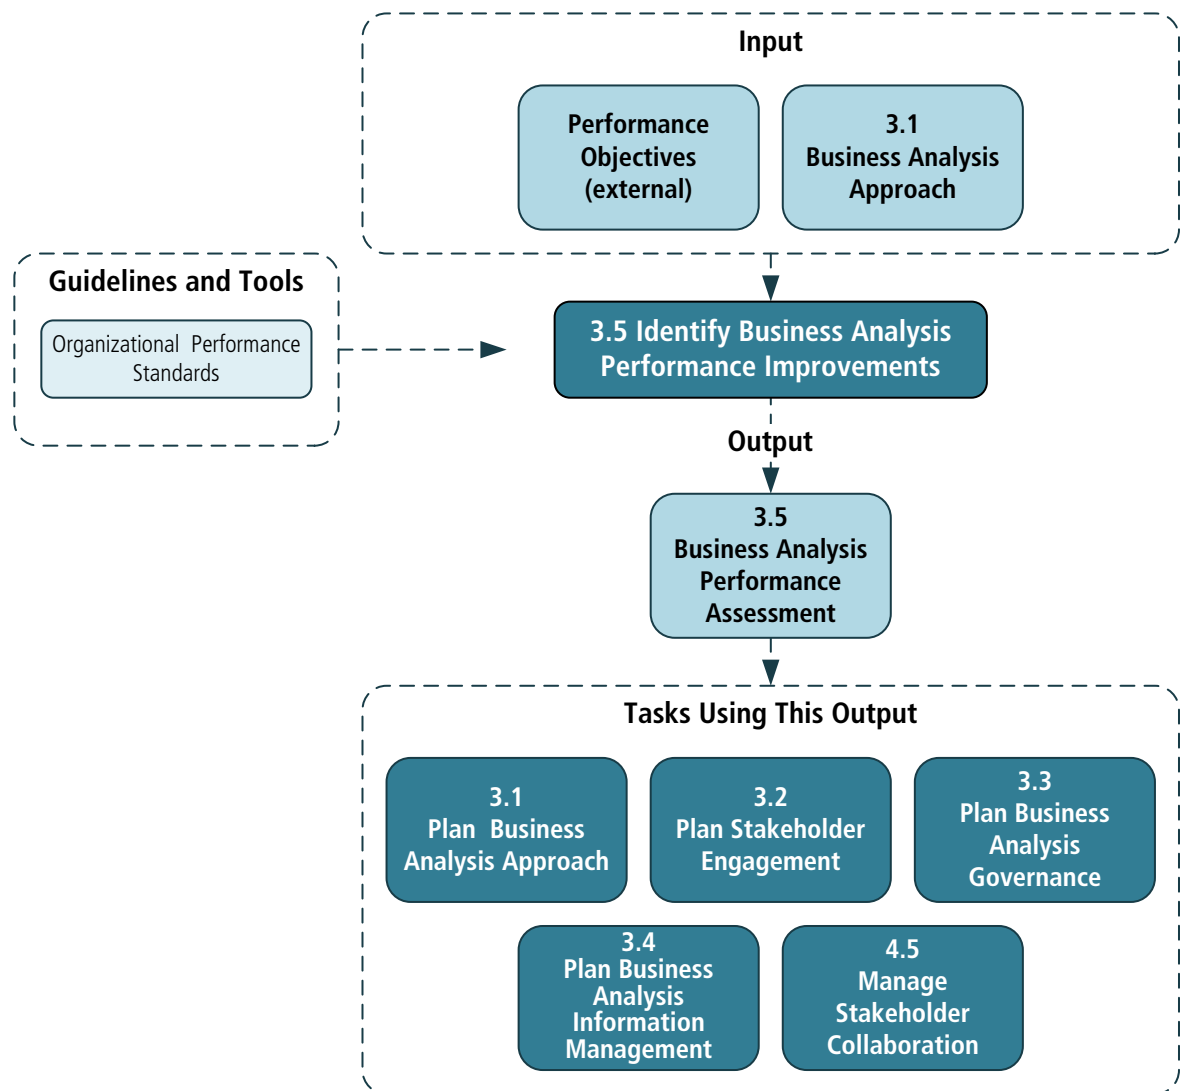 Input
Performance
Objectives
(external)
3.1
Business Analysis
Approach
Guidelines and Tools
Organizational Performance
Standards
3.5 Identify Business Analysis
Performance Improvements
Output
3.5
Business Analysis
Performance
Assessment
Tasks Using This Output
3.1
Plan Business
Analysis Approach
3.2
Plan Stakeholder
Engagement
3.3
Plan Business
Analysis
Governance
3.4
Plan Business
Analysis
Information
Management
4.5
Manage
Stakeholder
Collaboration